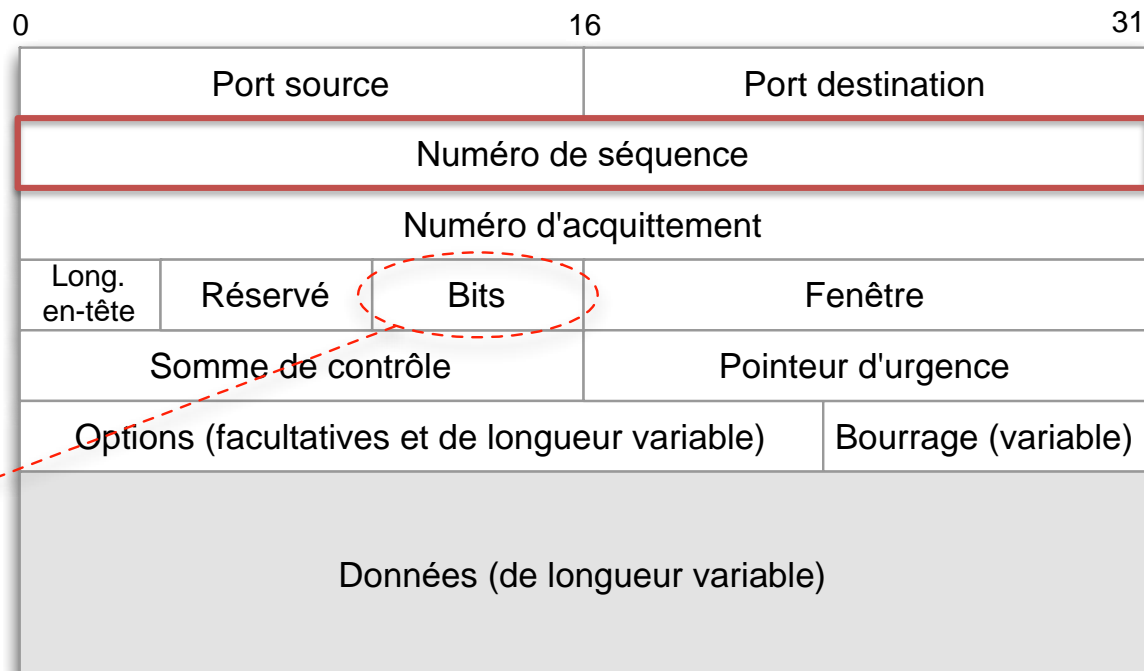 0 16 31
Port source Port destination
Numéro de séquence
Numéro d'acquittement
Long. en-tête Réservé Bits Fenêtre
Somme de contrôle Pointeur d'urgence
Options (facultatives et de longueur variable) Bourrage (variable)
Données (de longueur variable)